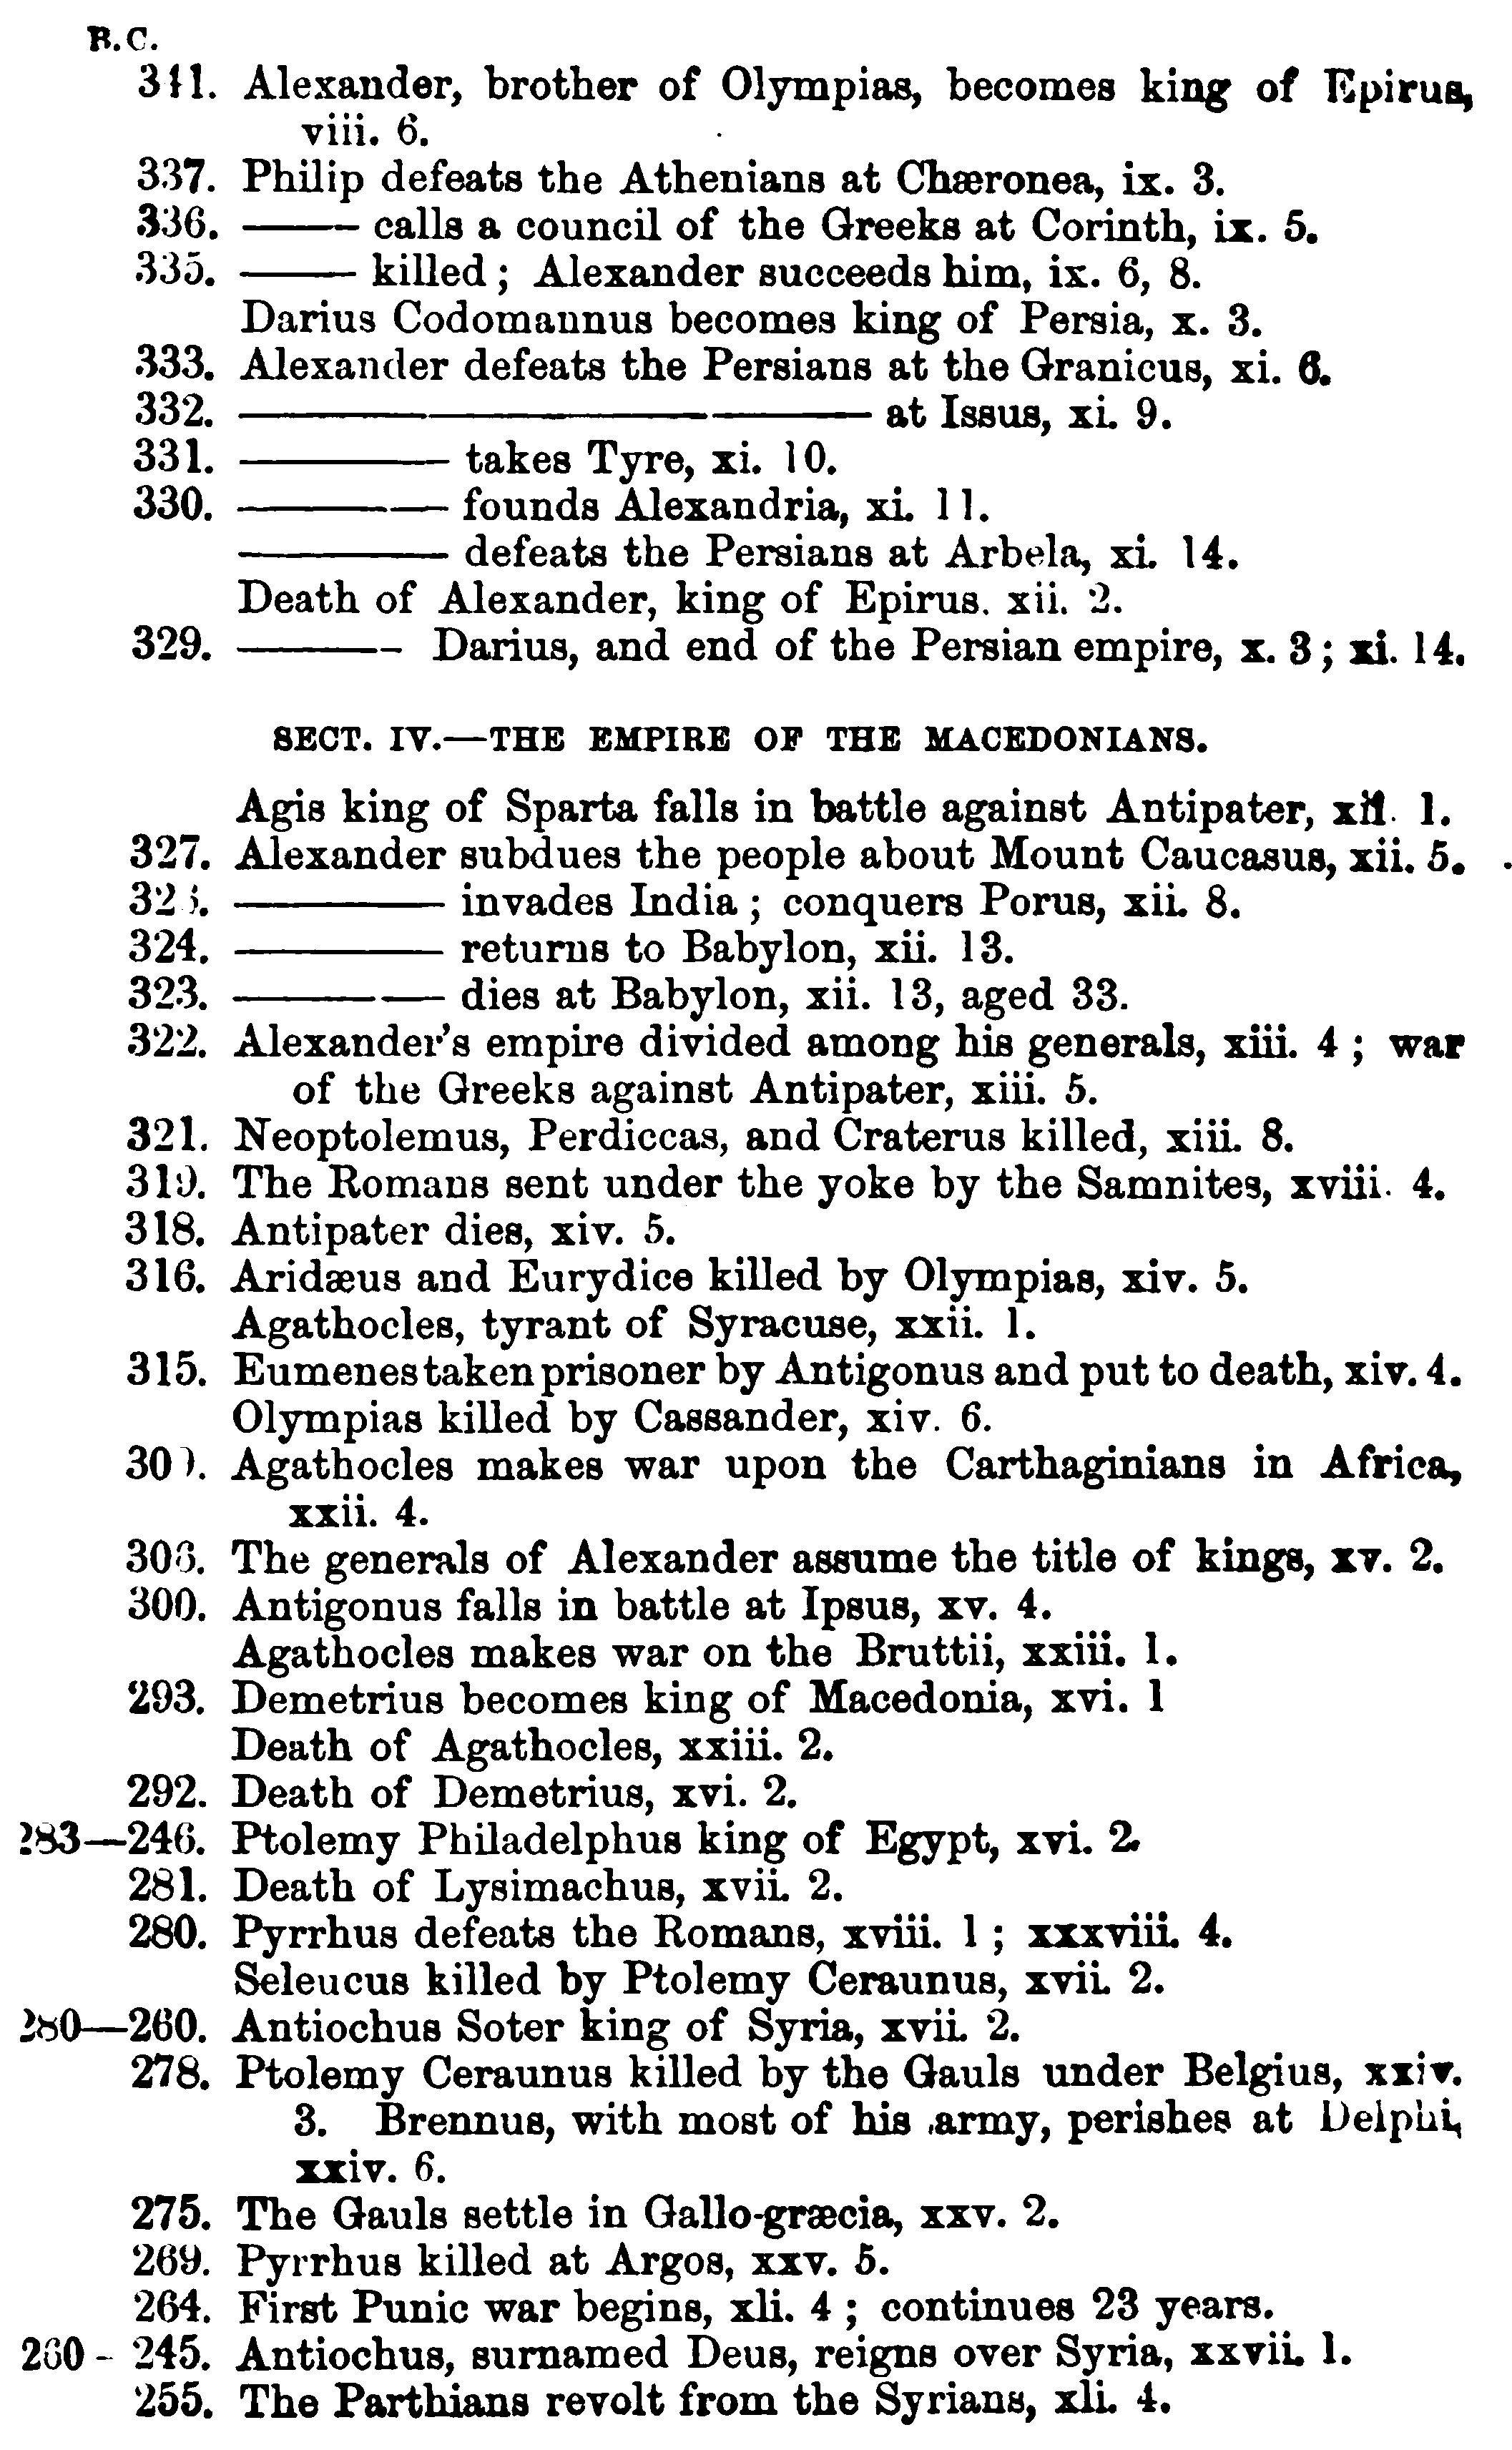 B.C.
341. Alexander, brother of Olympias, becomes king of Epirus,
viii. 6.
337. Philip defeats the Athenians at Chæronea, ix. 3.
336. —— calls a council of the Greeks at Corinth, ix. 5.
335. —— killed; Alexander succeeds him, ix. 6, 8.
Darius Codomannus becomes king of Persia, x. 3.
333. Alexander defeats the Persians at the Granicus, xi. 6.
332. —————— at Issus, xi. 9.
331. ——— takes Tyre, xi. 10.
330. ——— founds Alexandria, xi. 11.
——— defeats the Persians at Arbela, xi. 14.
Death of Alexander, king of Epirus. xii. 2.
329. ——— Darius, and end of the Persian empire, x. 3; xi. 14.
SECT. IV.—THE EMPIRE OF THE MACEDONIANS.
Agis king of Sparta falls in battle against Antipater, xii. 1.
327. Alexander subdues the people about Mount Caucasus, xii. 5.
——— invades India; conquers Porus, xii. 8.
324. ——— returns to Babylon, xii. 13.
323. ——— dies at Babylon, xii. 13, aged 33.
322. Alexander's empire divided among his generals, xiii. 4; war
of the Greeks against Antipater, xiii. 5.
321. Neoptolemus, Perdiccas, and Craterus killed, xiii. 8.
319. The Romans sent under the yoke by the Samnites, xviii. 4.
318. Antipater dies, xiv. 5.
316. Aridæus and Eurydice killed by Olympias, xiv. 5.
Agathocles, tyrant of Syracuse, xxii. 1.
315. Eumenes taken prisoner by Antigonus and put to death, xiv. 4.
Olympias killed by Cassander, xiv. 6.
Agathocles makes war upon the Carthaginians in Africa,
xxii. 4.
306. The generals of Alexander assume the title of kings, xv. 2.
300. Antigonus falls in battle at Ipsus, xv. 4.
Agathocles makes war on the Bruttii, xxiii. 1.
293. Demetrius becomes king of Macedonia, xvi. 1
Death of Agathocles, xxiii. 2.
292. Death of Demetrius, xvi. 2.
283—246. Ptolemy Philadelphus king of Egypt, xvi. 2.
281. Death of Lysimachus, xvii. 2.
280. Pyrrhus defeats the Romans, xviii. 1; xxxviii. 4.
Seleucus killed by Ptolemy Ceraunus, xvii. 2.
280—260. Antiochus Soter king of Syria, xvii. 2.
278. Ptolemy Ceraunus killed by the Gauls under Belgius, xxiv.
3. Brennus, with most of his army, perishes at Delphi,
xxiv. 6.
275. The Gauls settle in Gallo-græcia, xxv. 2.
269. Pyrrhus killed at Argos, xxv. 5.
264. First Punic war begins, xli. 4; continues 23 years.
260-245. Antiochus, surnamed Deus, reigns over Syria, xxvii. 1.
255. The Parthians revolt from the Syrians, xli. 4.